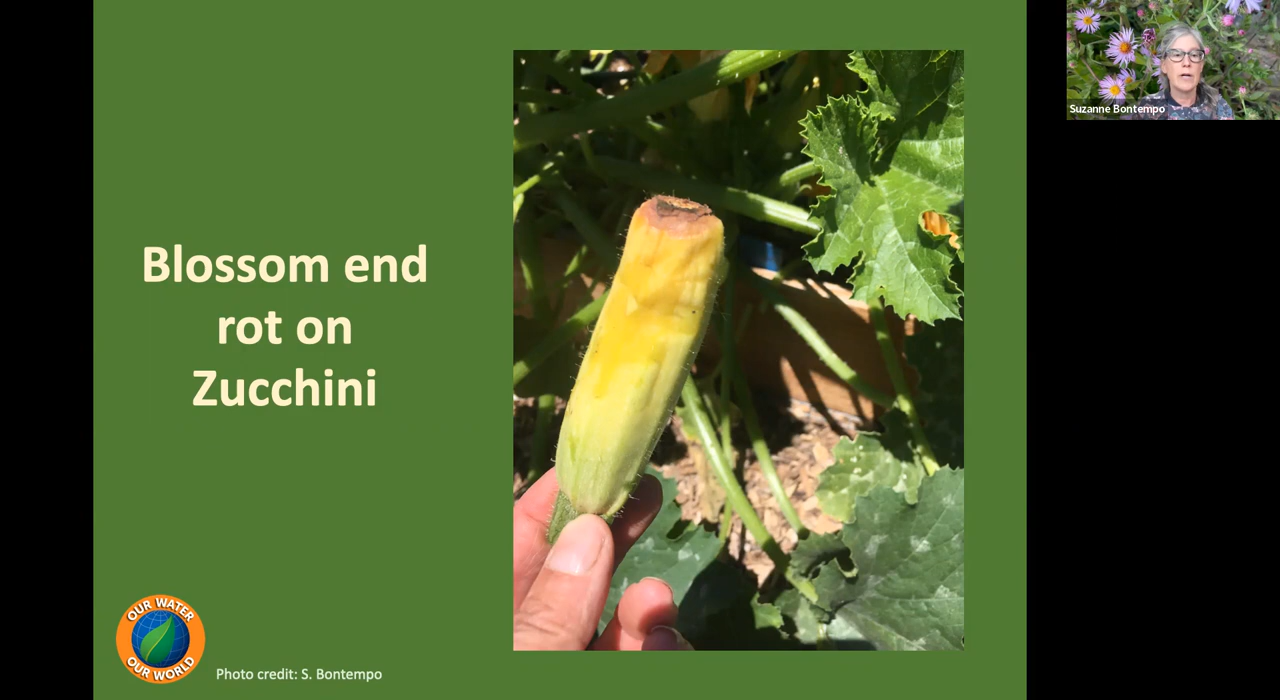 Blossom end
rot on
Zucchini
OUR WATER
OUR WORLD
Photo credit: S. Bontempo
Suzanne Bontempo